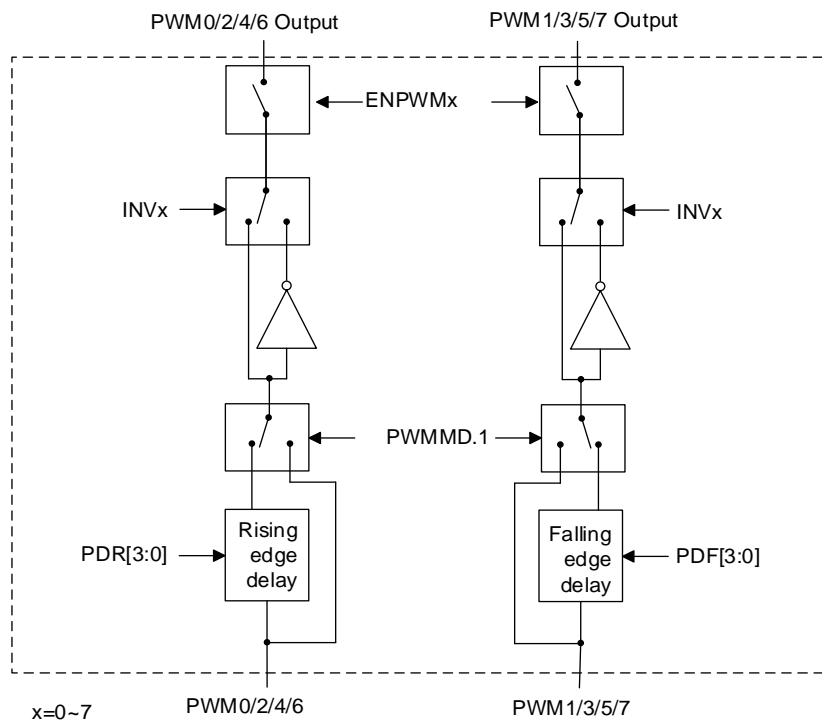 PWM0/2/4/6 Output
PWM1/3/5/7 Output
ENPWMx
INVx
INVx
PWMMD.1
PDR[3:0]
Rising
edge
delay
Falling
edge
delay
PDF[3:0]
x=0~7
PWM0/2/4/6
PWM1/3/5/7